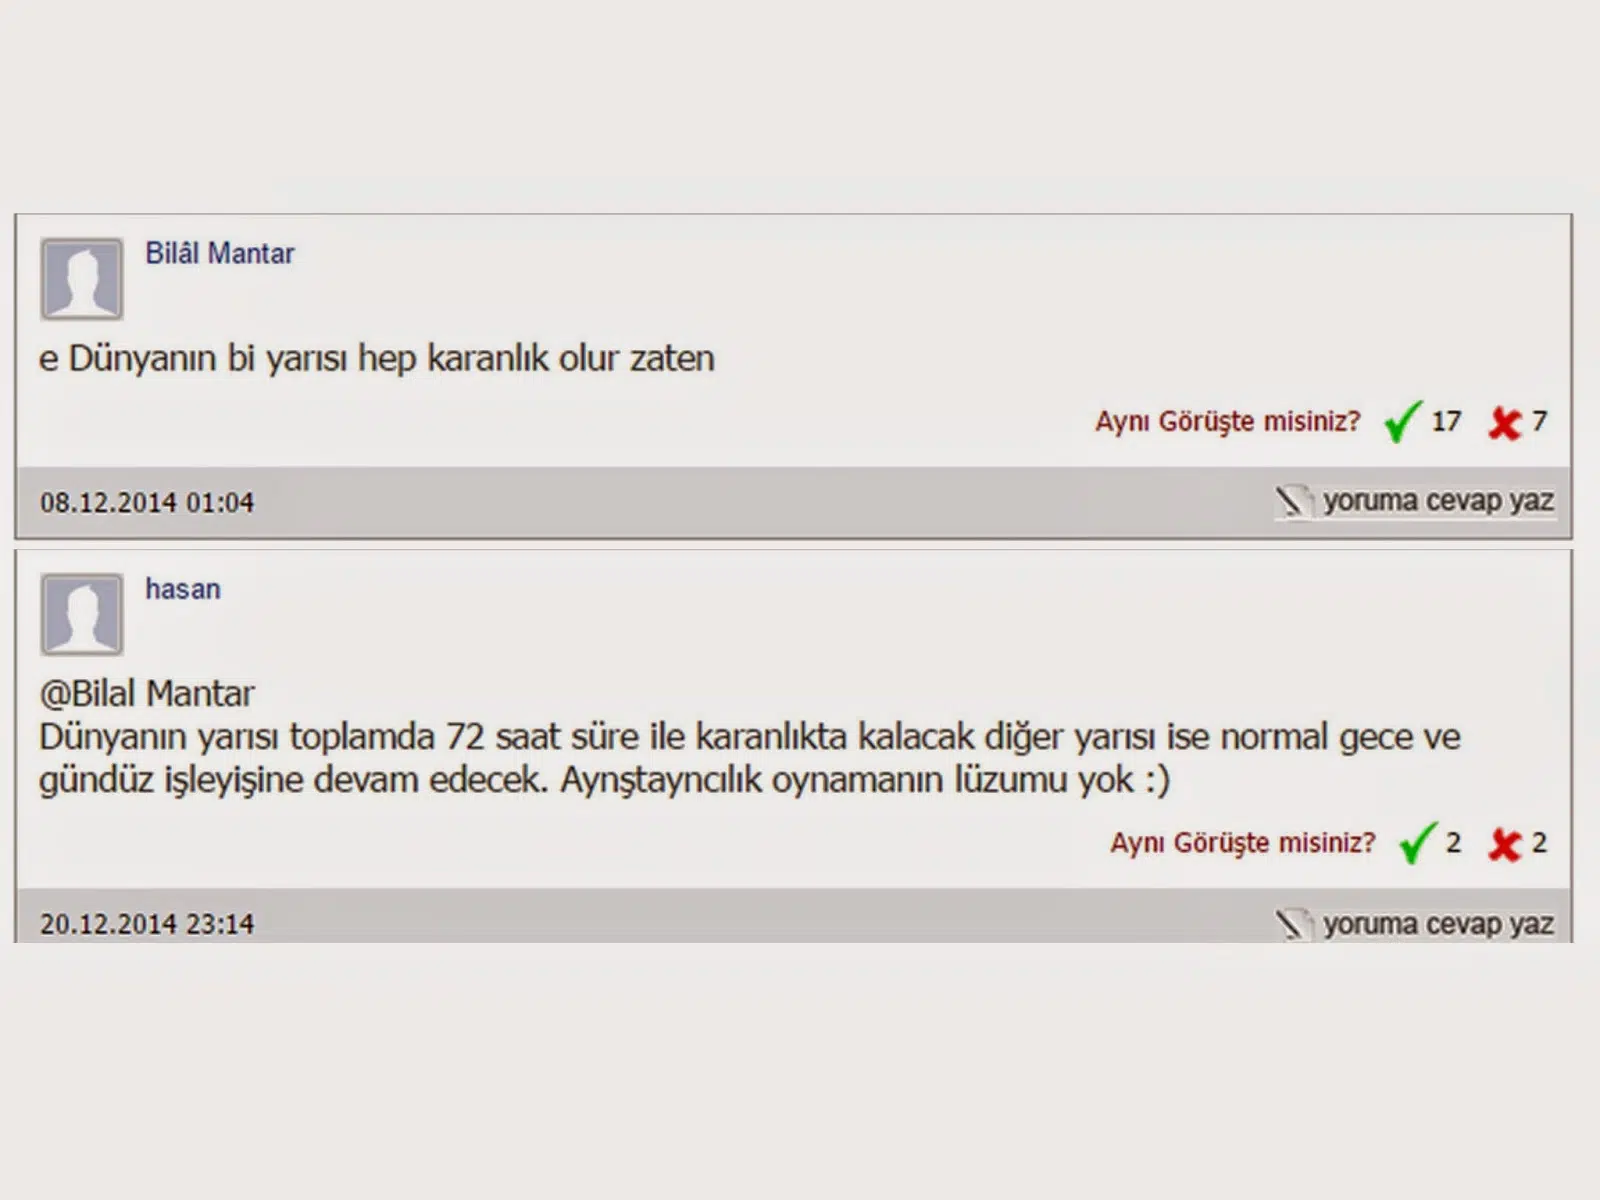 Bilâl Mantar
e Dünyanın bi yarısı hep karanlık olur zaten
Aynı Görüşte misiniz? 17 7
08.12.2014 01:04 yoruma cevap yaz
hasan
@Bilal Mantar
Dünyanın yarısı toplamda 72 saat süre ile karanlıkta kalacak diğer yarısı ise normal gece ve
gündüz işleyişine devam edecek. Aynştayncılık oynamanın lüzumu yok :)
Aynı Görüşte misiniz? 2 2
20.12.2014 23:14 yoruma cevap yaz